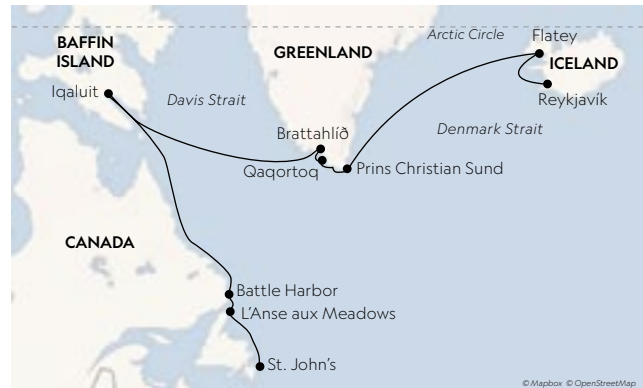 Arctic Circle
Flatey
BAFFIN
ISLAND
GREENLAND
ICELAND
Iqaluit
Davis Strait
Reykjavík
Brattahlíð
Denmark Strait
Qaqortoq
Prins Christian Sund
CANADA
Battle Harbor
L'Anse aux Meadows
St. John's
© Mapbox © OpenStreetMap